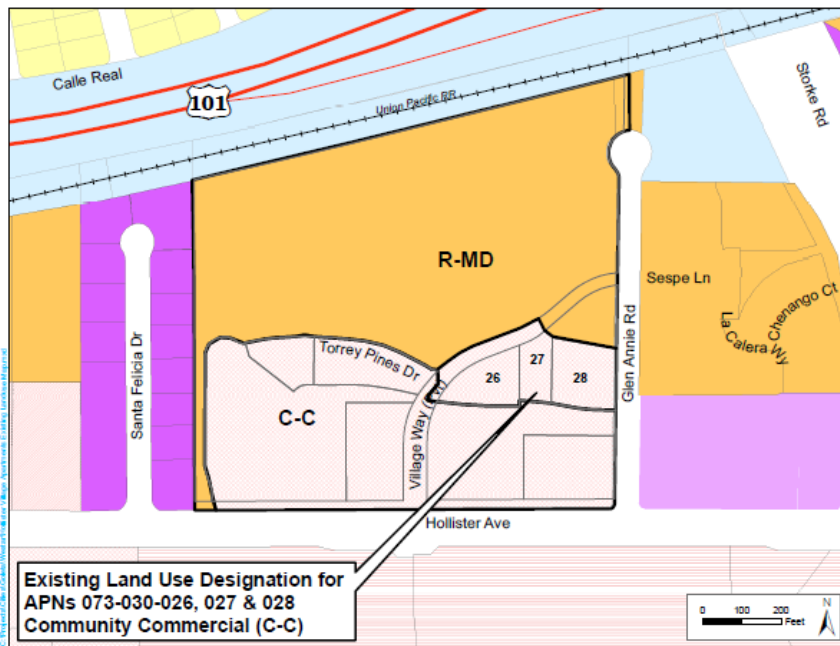 Calle Real
101
Union Pacific RR
Storke Rd
R-MD
Sespe Ln
Chenango Ct
La Calera Wy
Glen Annie Rd
Torrey Pines Dr
27
26
28
Santa Felicia Dr
C-C
Village Way
Hollister Ave
Existing Land Use Designation for
APNs 073-030-026, 027 & 028
Community Commercial (C-C)
0 100 200
Feet
N